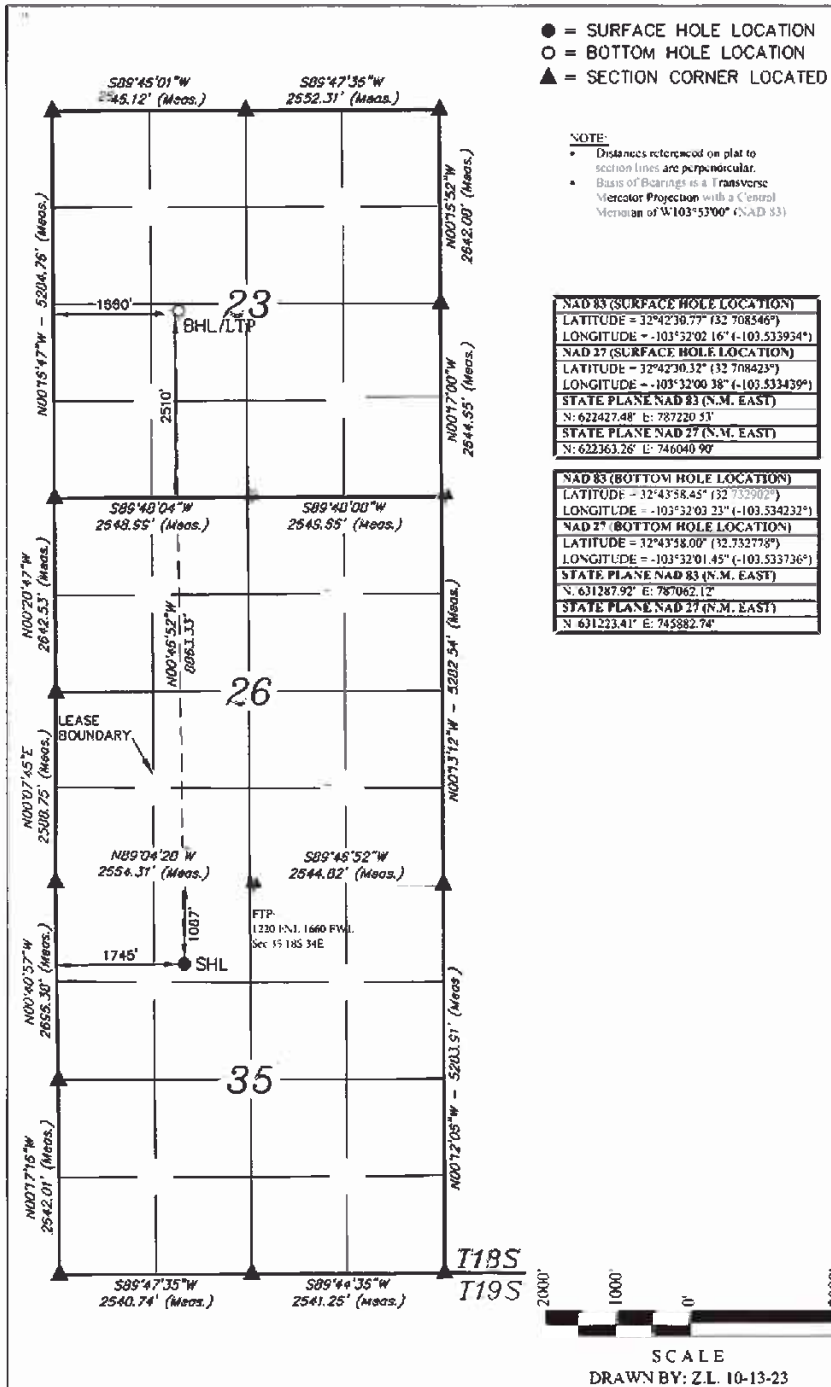 ● = SURFACE HOLE LOCATION
○ = BOTTOM HOLE LOCATION
▲ = SECTION CORNER LOCATED
S89°45'01"W
S89°47'35"W
2552.31' (Meas.)
NOTE:
• Distances referenced on plat to
section lines are perpendicular.
• Basis of Bearings is a Transverse
Mercator Projection with a Central
Meridian of W103°53'00" (NAD 83)
N00°15'52"W
2642.00' (Meas.)
N00°15'47"W – 5284.76' (Meas.)
1660'
23
BHL/LTP
2510'
N00°17'00"W
2644.55' (Meas.)
NAD 83 (SURFACE HOLE LOCATION)
LATITUDE = 32°42'30.77" (32.708546°)
LONGITUDE = -103°32'02.16" (-103.533934°)
NAD 27 (SURFACE HOLE LOCATION)
LATITUDE = 32°42'30.32" (32.708423°)
LONGITUDE = -103°32'00.38" (-103.533439°)
STATE PLANE NAD 83 (N.M. EAST)
N: 622427.48' E: 787220.53'
STATE PLANE NAD 27 (N.M. EAST)
N: 622363.26' E: 746040.90'
S89°48'04"W
2548.99' (Meas.)
S89°48'00"W
2549.55' (Meas.)
NAD 83 (BOTTOM HOLE LOCATION)
LATITUDE = 32°43'58.45" (32.732902°)
LONGITUDE = -103°32'03.23" (-103.534232°)
NAD 27 (BOTTOM HOLE LOCATION)
LATITUDE = 32°43'58.00" (32.732778°)
LONGITUDE = -103°32'01.45" (-103.533736°)
STATE PLANE NAD 83 (N.M. EAST)
N: 631287.92' E: 787062.12'
STATE PLANE NAD 27 (N.M. EAST)
N: 631223.41' E: 745882.74'
N00°20'47"W
2642.53' (Meas.)
N00°46'52"W
8863.33'
26
N00°13'12"W – 5282.54' (Meas.)
LEASE
BOUNDARY
N00°07'45"E
2588.75' (Meas.)
N89°04'28"W
2554.31' (Meas.)
S89°46'52"W
2544.82' (Meas.)
1087'
FTP:
1220 FNL 1660 FWL
Sec 35 18S 34E
1746'
SHL
N00°40'57"W
2695.30' (Meas.)
35
N00°12'05"W – 5283.91' (Meas.)
N00°17'16"W
2642.01' (Meas.)
S89°47'35"W
2540.74' (Meas.)
S89°44'35"W
2541.25' (Meas.)
T18S
T19S
2000'
1000'
0'
SCALE
DRAWN BY: Z.L. 10-13-23